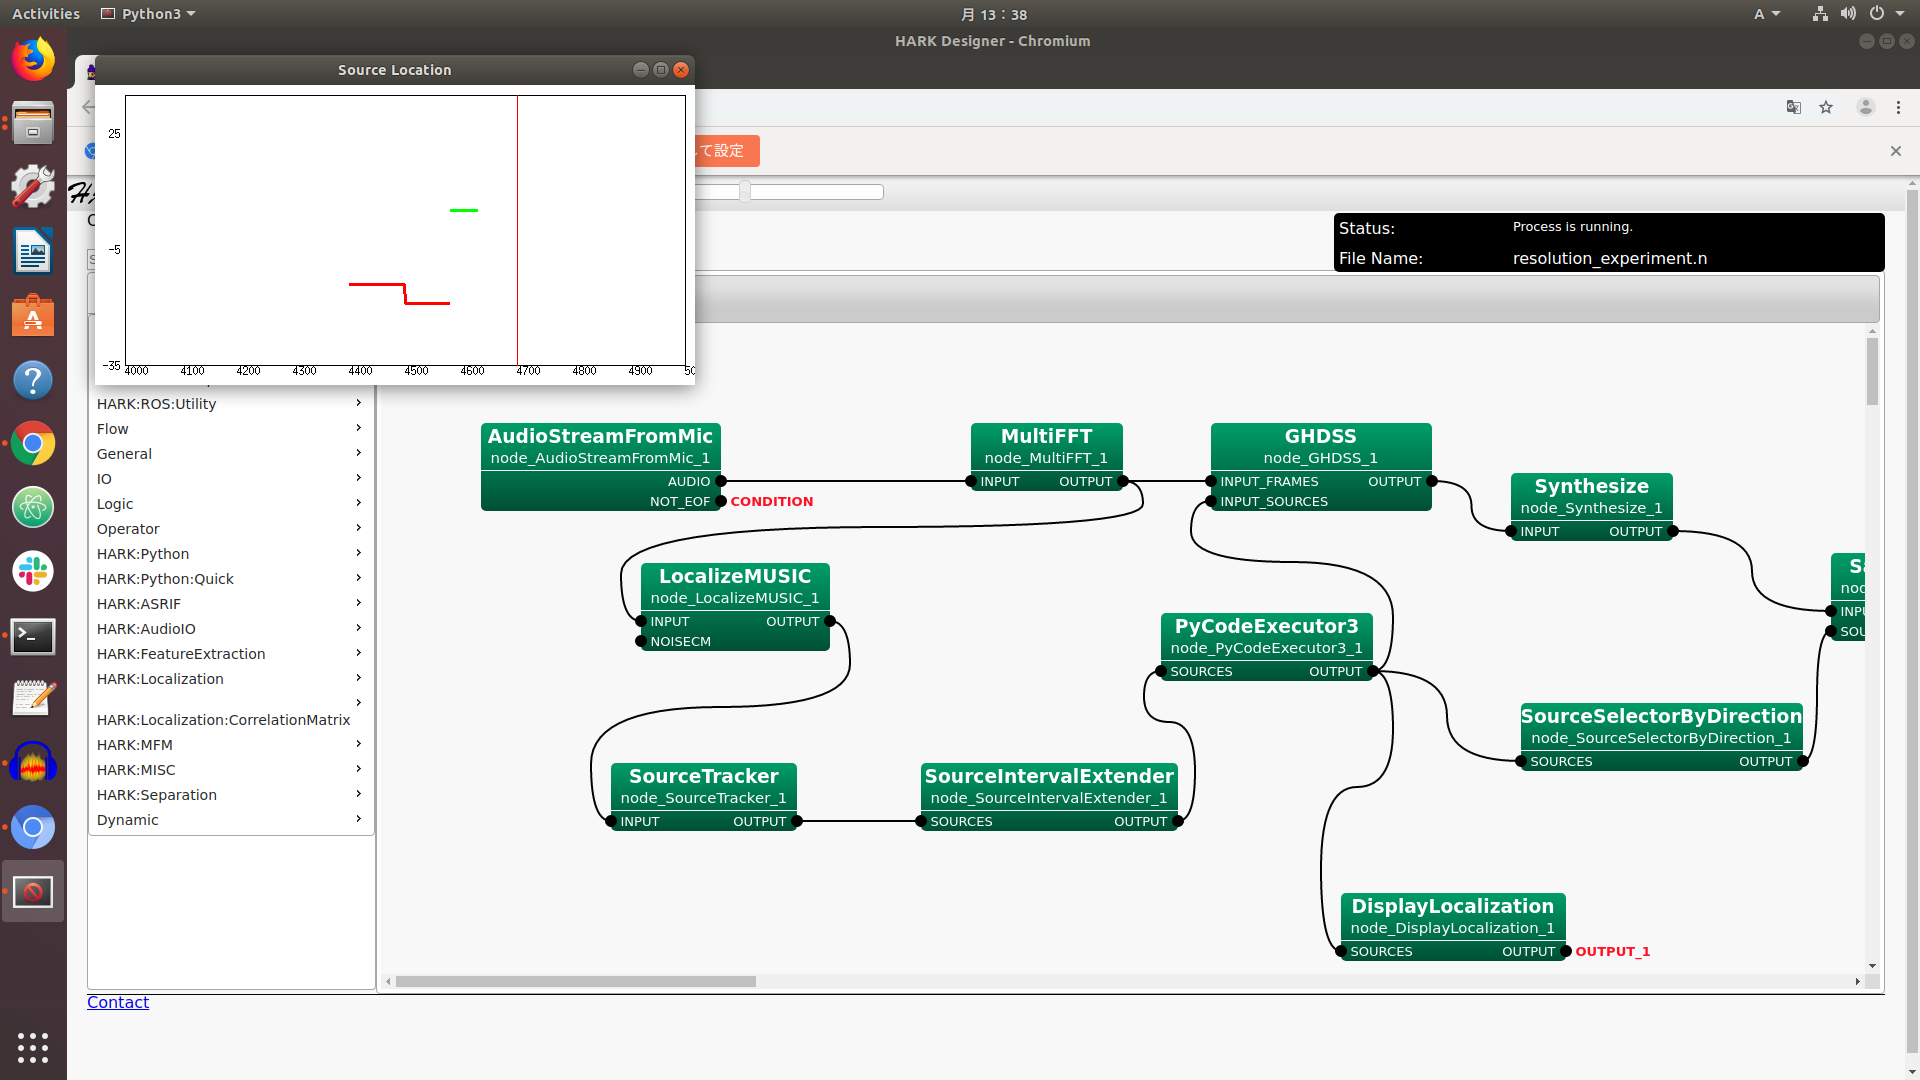 Activities
Python3
月 13：38
A
HARK Designer - Chromium
Source Location
25
-5
-35
4000 4100 4200 4300 4400 4500 4600 4700 4800 4900
て設定
Status: Process is running.
File Name: resolution_experiment.n
HARK:ROS:Utility
Flow
General
IO
Logic
Operator
HARK:Python
HARK:Python:Quick
HARK:ASRIF
HARK:AudioIO
HARK:FeatureExtraction
HARK:Localization
HARK:Localization:CorrelationMatrix
HARK:MFM
HARK:MISC
HARK:Separation
Dynamic
AudioStreamFromMic
node_AudioStreamFromMic_1
AUDIO
NOT_EOF CONDITION
MultiFFT
node_MultiFFT_1
INPUT OUTPUT
GHDSS
node_GHDSS_1
INPUT_FRAMES OUTPUT
INPUT_SOURCES
Synthesize
node_Synthesize_1
INPUT OUTPUT
LocalizeMUSIC
node_LocalizeMUSIC_1
INPUT OUTPUT
NOISECM
PyCodeExecutor3
node_PyCodeExecutor3_1
SOURCES OUTPUT
SourceSelectorByDirection
node_SourceSelectorByDirection_1
SOURCES OUTPUT
SourceTracker
node_SourceTracker_1
INPUT OUTPUT
SourceIntervalExtender
node_SourceIntervalExtender_1
SOURCES OUTPUT
DisplayLocalization
node_DisplayLocalization_1
SOURCES OUTPUT OUTPUT_1
Contact